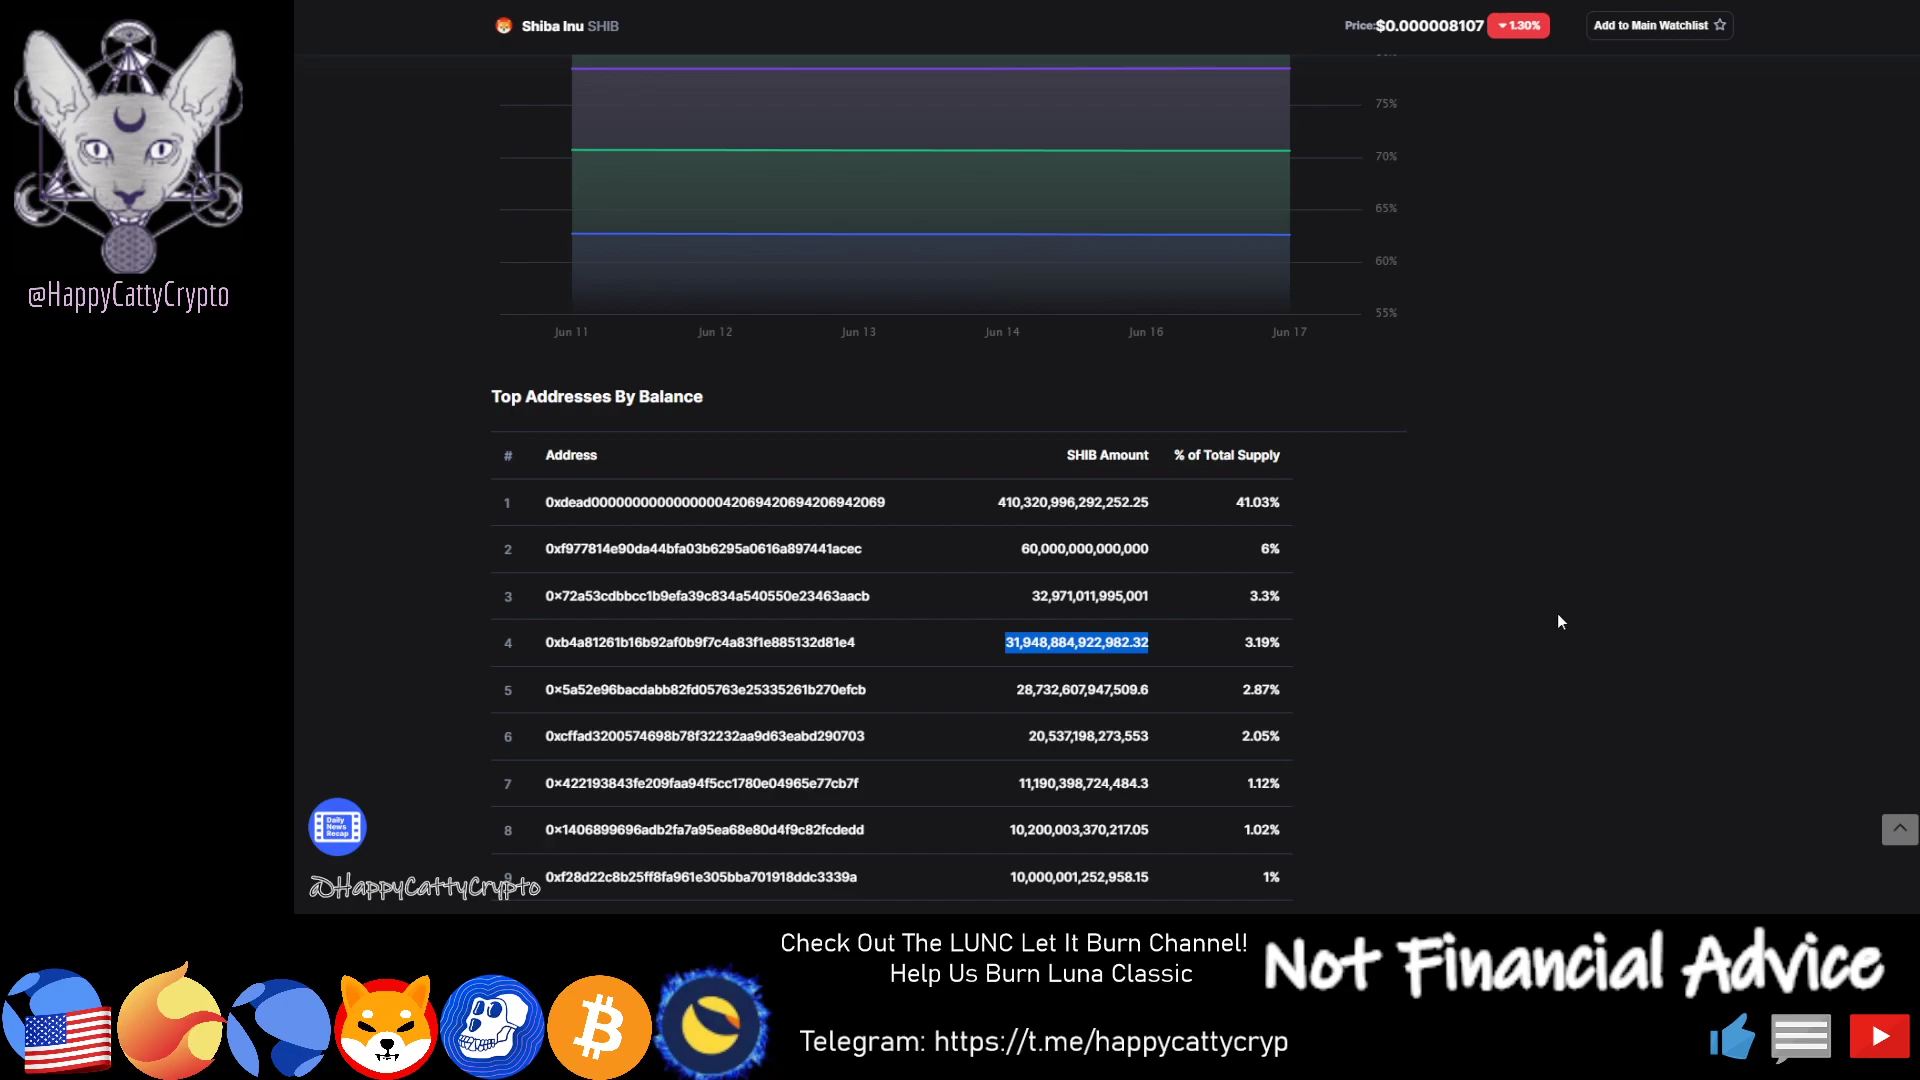 Shiba Inu SHIB
Price:$0.000008107 1.30%
Add to Main Watchlist
75%
70%
65%
60%
55%
Jun 11 Jun 12 Jun 13 Jun 14 Jun 16 Jun 17
@HappyCattyCrypto
Top Addresses By Balance
# Address SHIB Amount % of Total Supply
1 0xdead000000000000000042069420694206942069 410,320,996,292,252.25 41.03%
2 0xf977814e90da44bfa03b6295a0616a897441acec 60,000,000,000,000 6%
3 0x72a53cdbbcc1b9efa39c834a540550e23463aacb 32,971,011,995,001 3.3%
4 0xb4a81261b16b92af0b9f7c4a83f1e885132d81e4 31,948,884,922,982.32 3.19%
5 0x5a52e96bacdabb82fd05763e25335261b270efcb 28,732,607,947,509.6 2.87%
6 0xcffad3200574698b78f32232aa9d63eabd290703 20,537,198,273,553 2.05%
7 0x422193843fe209faa94f5cc1780e04965e77cb7f 11,190,398,724,484.3 1.12%
8 0x1406899696adb2fa7a95ea68e80d4f9c82fcdedd 10,200,003,370,217.05 1.02%
9 0xf28d22c8b25ff8fa961e305bba701918ddc3339a 10,000,001,252,958.15 1%
Daily
News
Recap
@HappyCattyCrypto
Check Out The LUNC Let It Burn Channel!
Help Us Burn Luna Classic
Not Financial Advice
Telegram: https://t.me/happycattycryp